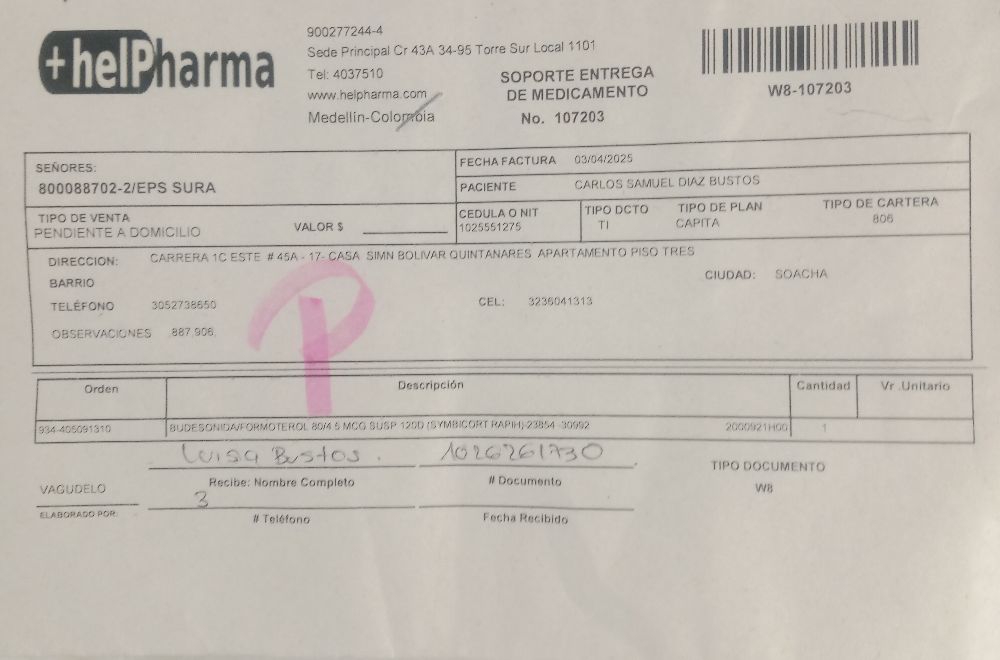 +helPharma
900277244-4
Sede Principal Cr 43A 34-95 Torre Sur Local 1101
Tel: 4037510
www.helpharma.com
Medellín-Colombia
SOPORTE ENTREGA
DE MEDICAMENTO
No. 107203
W8-107203
SEÑORES:
800088702-2/EPS SURA
FECHA FACTURA 03/04/2025
PACIENTE CARLOS SAMUEL DIAZ BUSTOS
TIPO DE VENTA
PENDIENTE A DOMICILIO
VALOR $
CEDULA O NIT
1025551275
TIPO DCTO
TI
TIPO DE PLAN
CAPITA
TIPO DE CARTERA
806
DIRECCION: CARRERA 1C ESTE # 45A - 17- CASA SIMN BOLIVAR QUINTANARES APARTAMENTO PISO TRES
BARRIO
CIUDAD: SOACHA
TELÉFONO 3052738650
CEL: 3236041313
OBSERVACIONES 887,906,
P
Orden Descripción Cantidad Vr .Unitario
934-405091310 BUDESONIDA/FORMOTEROL 80/4.5 MCG SUSP 120D (SYMBICORT RAPIH)-23854 -30992 2000921H00 1
Luisa Bustos. 1026261730
Recibe: Nombre Completo # Documento
TIPO DOCUMENTO
W8
VAGUDELO
ELABORADO POR:
3
# Teléfono Fecha Recibido